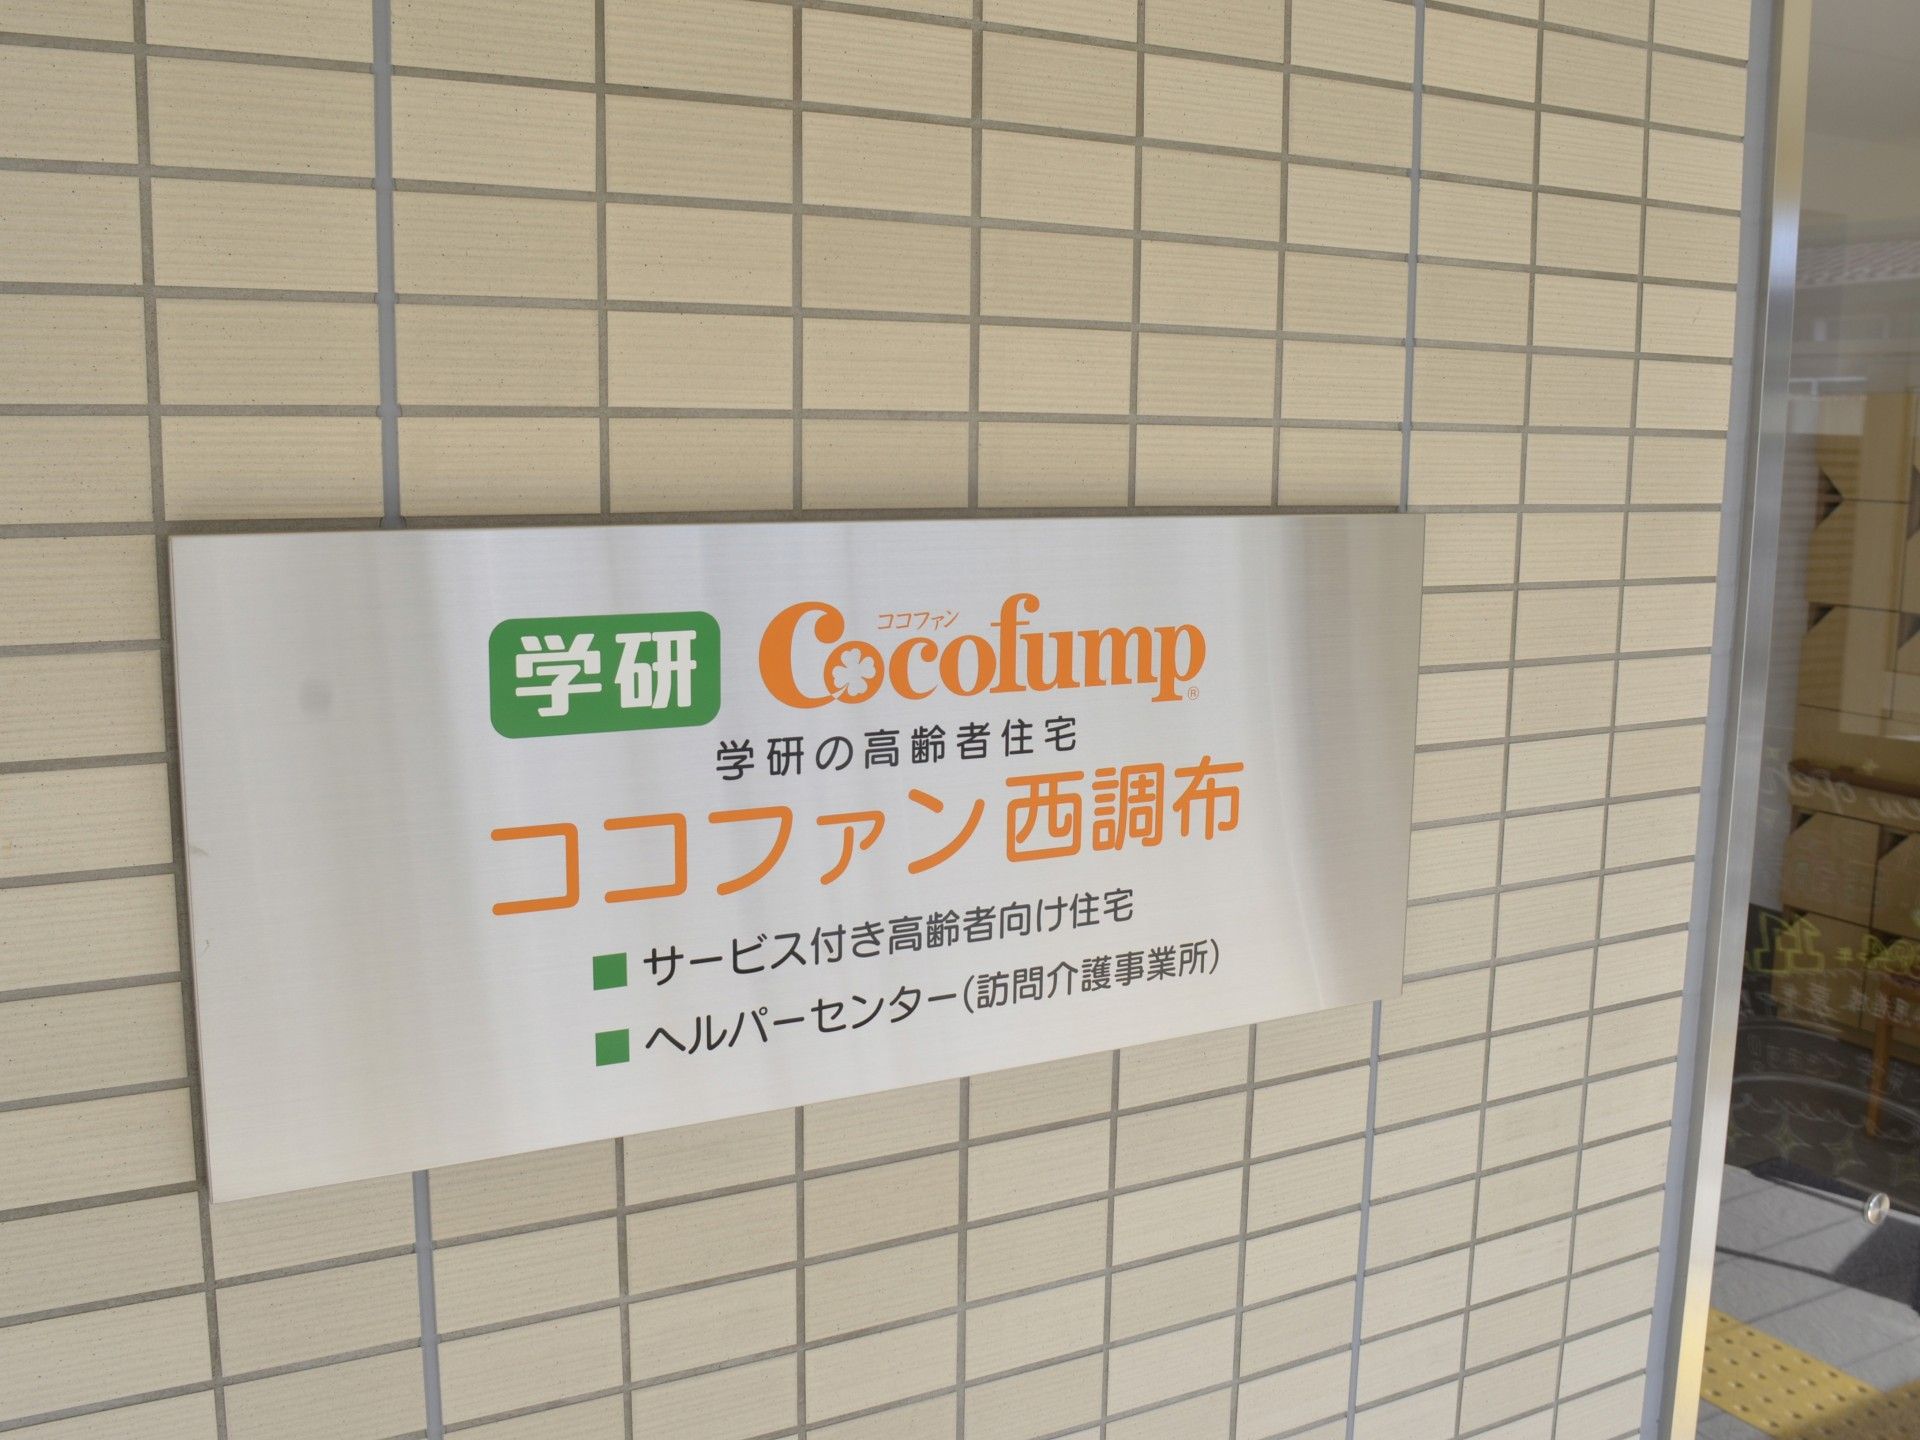 学研 ココファン Cocofump®
学研の高齢者住宅
ココファン西調布
■サービス付き高齢者向け住宅
■ヘルパーセンター(訪問介護事業所)